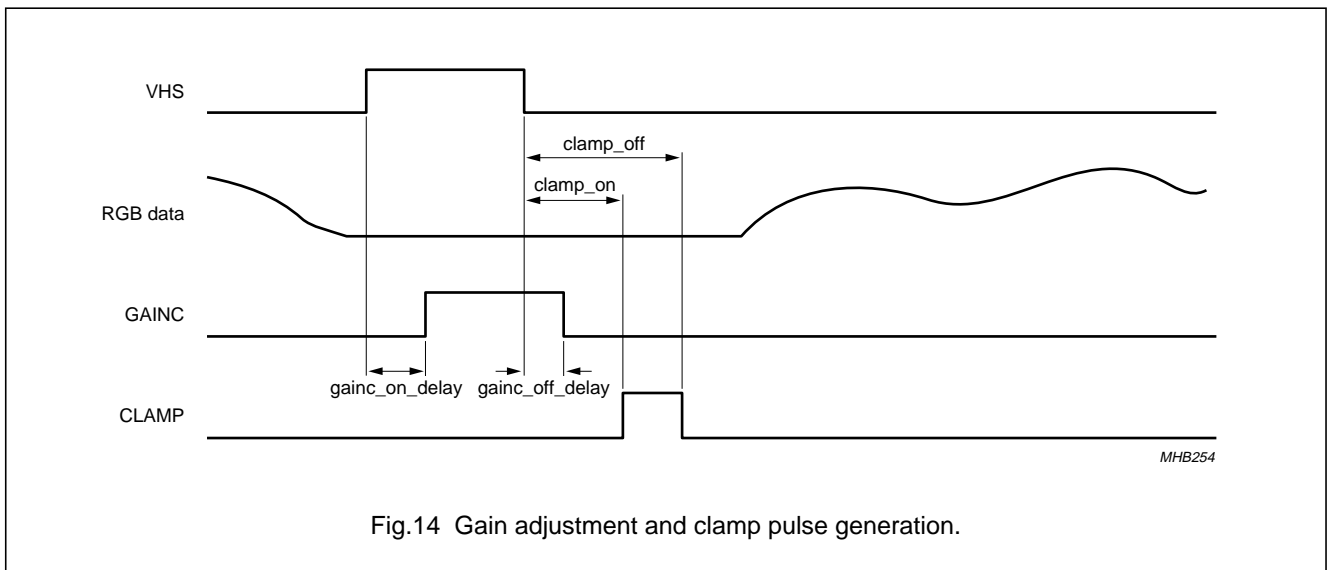 VHS
clamp_off
clamp_on
RGB data
GAINC
gainc_on_delay
gainc_off_delay
CLAMP
MHB254
Fig.14 Gain adjustment and clamp pulse generation.